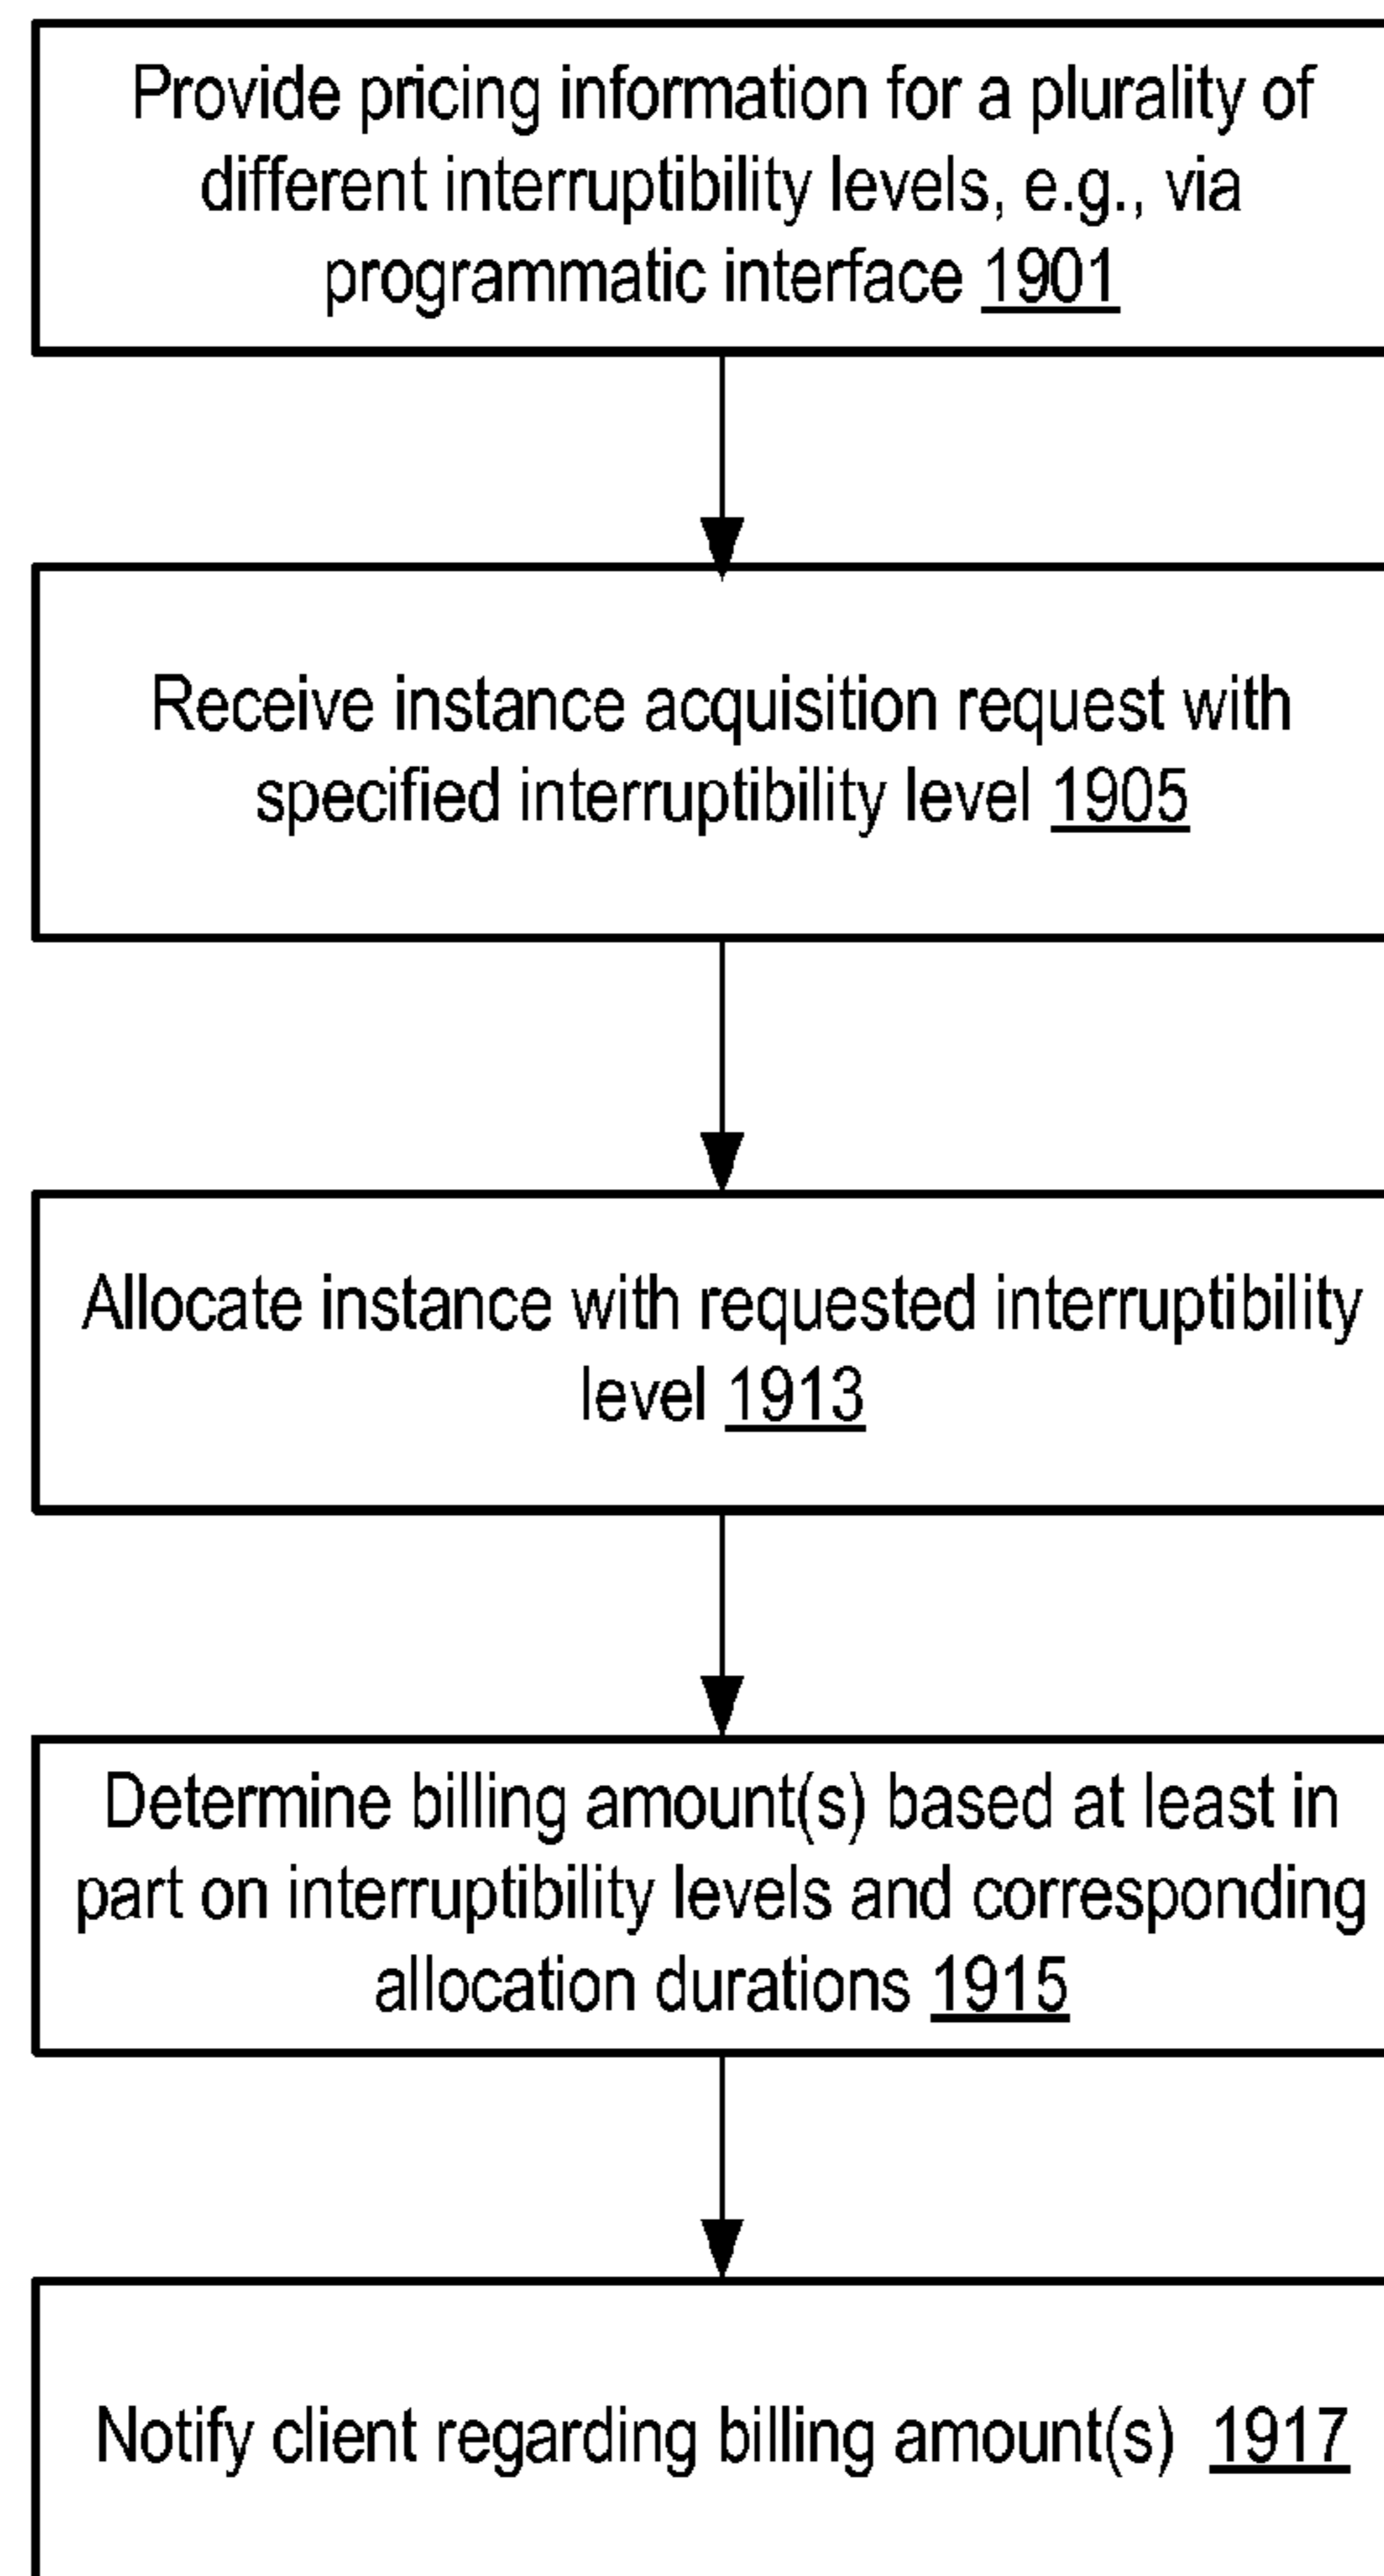 Provide pricing information for a plurality of
different interruptibility levels, e.g., via
programmatic interface 1901
Receive instance acquisition request with
specified interruptibility level 1905
Allocate instance with requested interruptibility
level 1913
Determine billing amount(s) based at least in
part on interruptibility levels and corresponding
allocation durations 1915
Notify client regarding billing amount(s) 1917